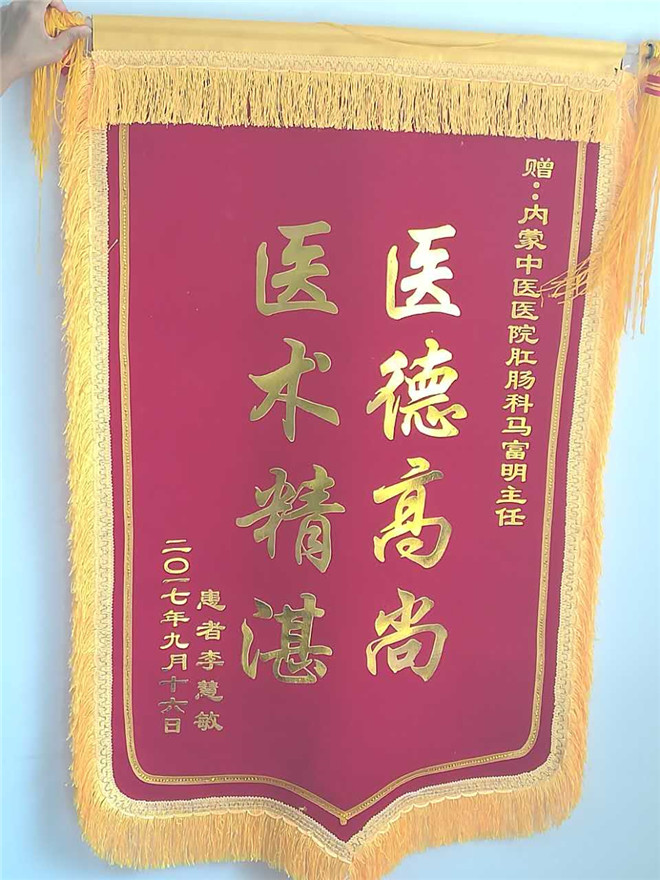 赠：内蒙中医医院肛肠科马富明主任
医德高尚
医术精湛
患者李慧敏
二〇一七年九月十六日